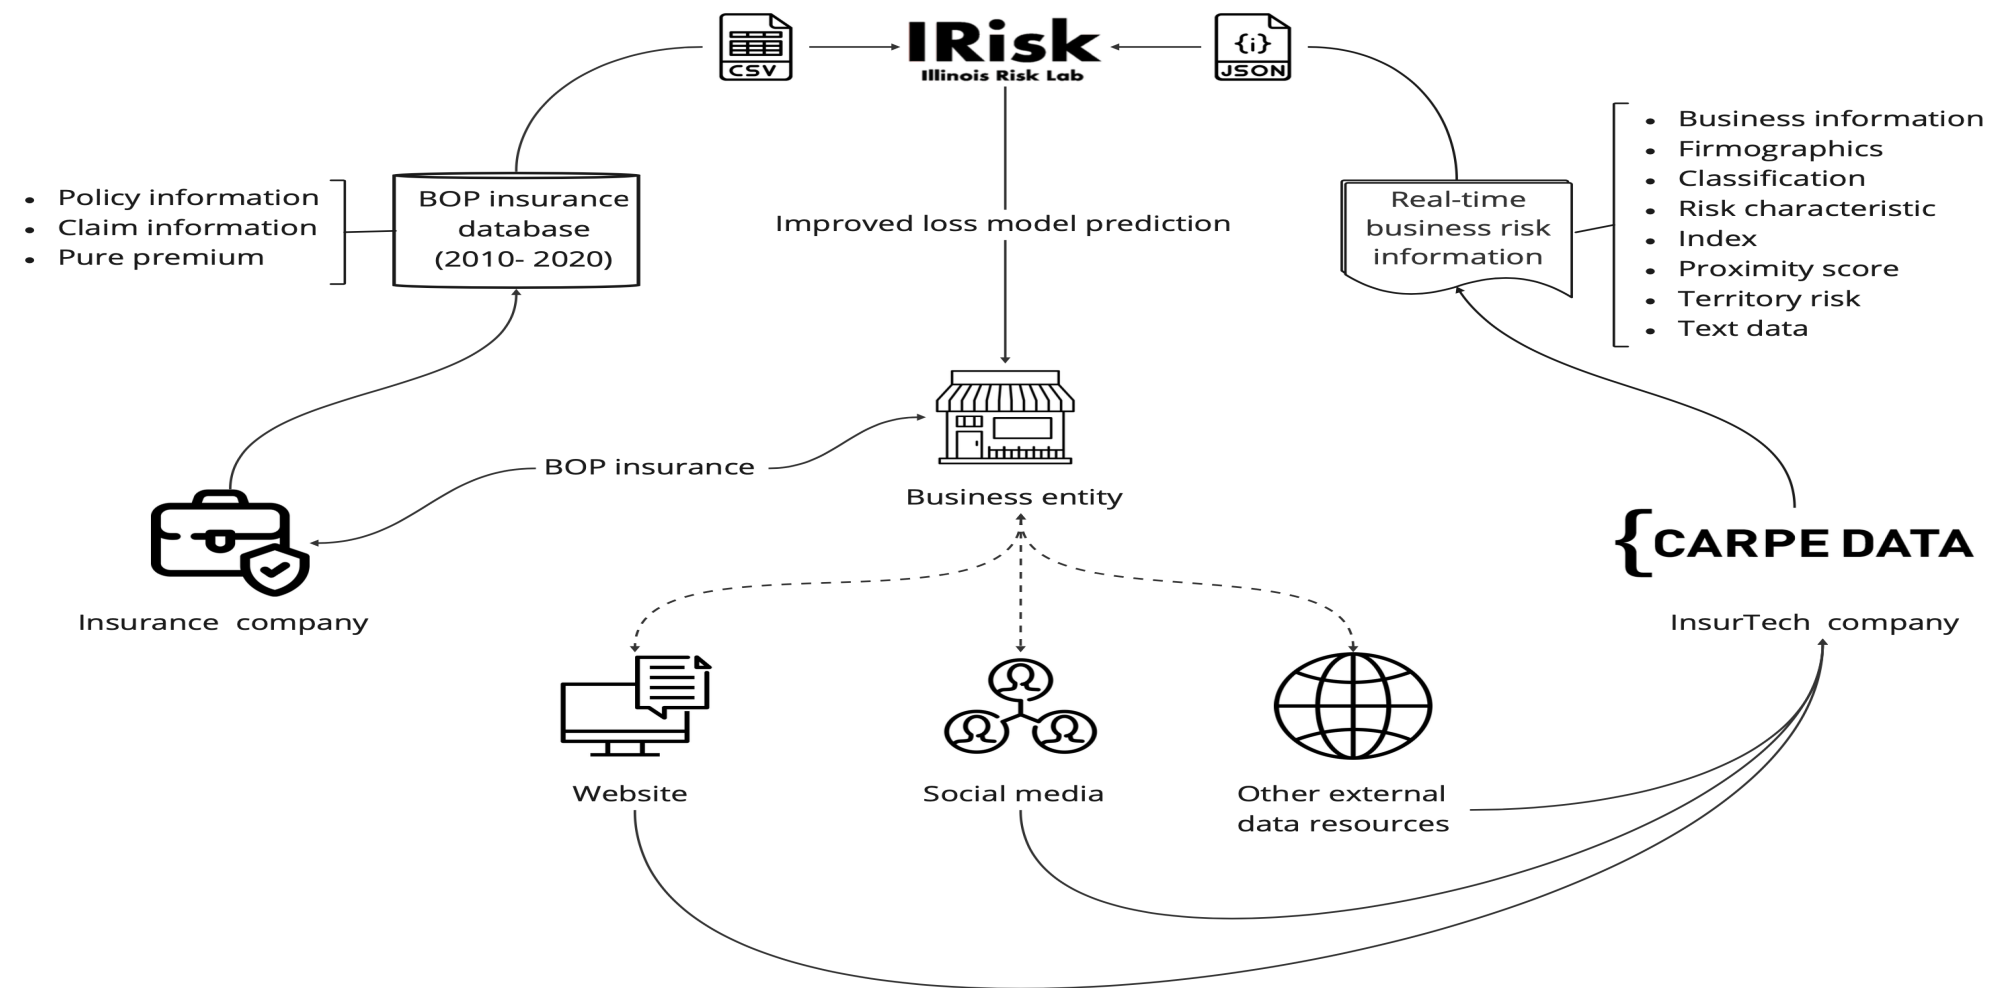 CSV
IRisk
Illinois Risk Lab
{i}
JSON
• Policy information
• Claim information
• Pure premium
BOP insurance
database
(2010- 2020)
Improved loss model prediction
Real-time
business risk
information
• Business information
• Firmographics
• Classification
• Risk characteristic
• Index
• Proximity score
• Territory risk
• Text data
BOP insurance
Business entity
Insurance company
{CARPE DATA
InsurTech company
Website
Social media
Other external
data resources